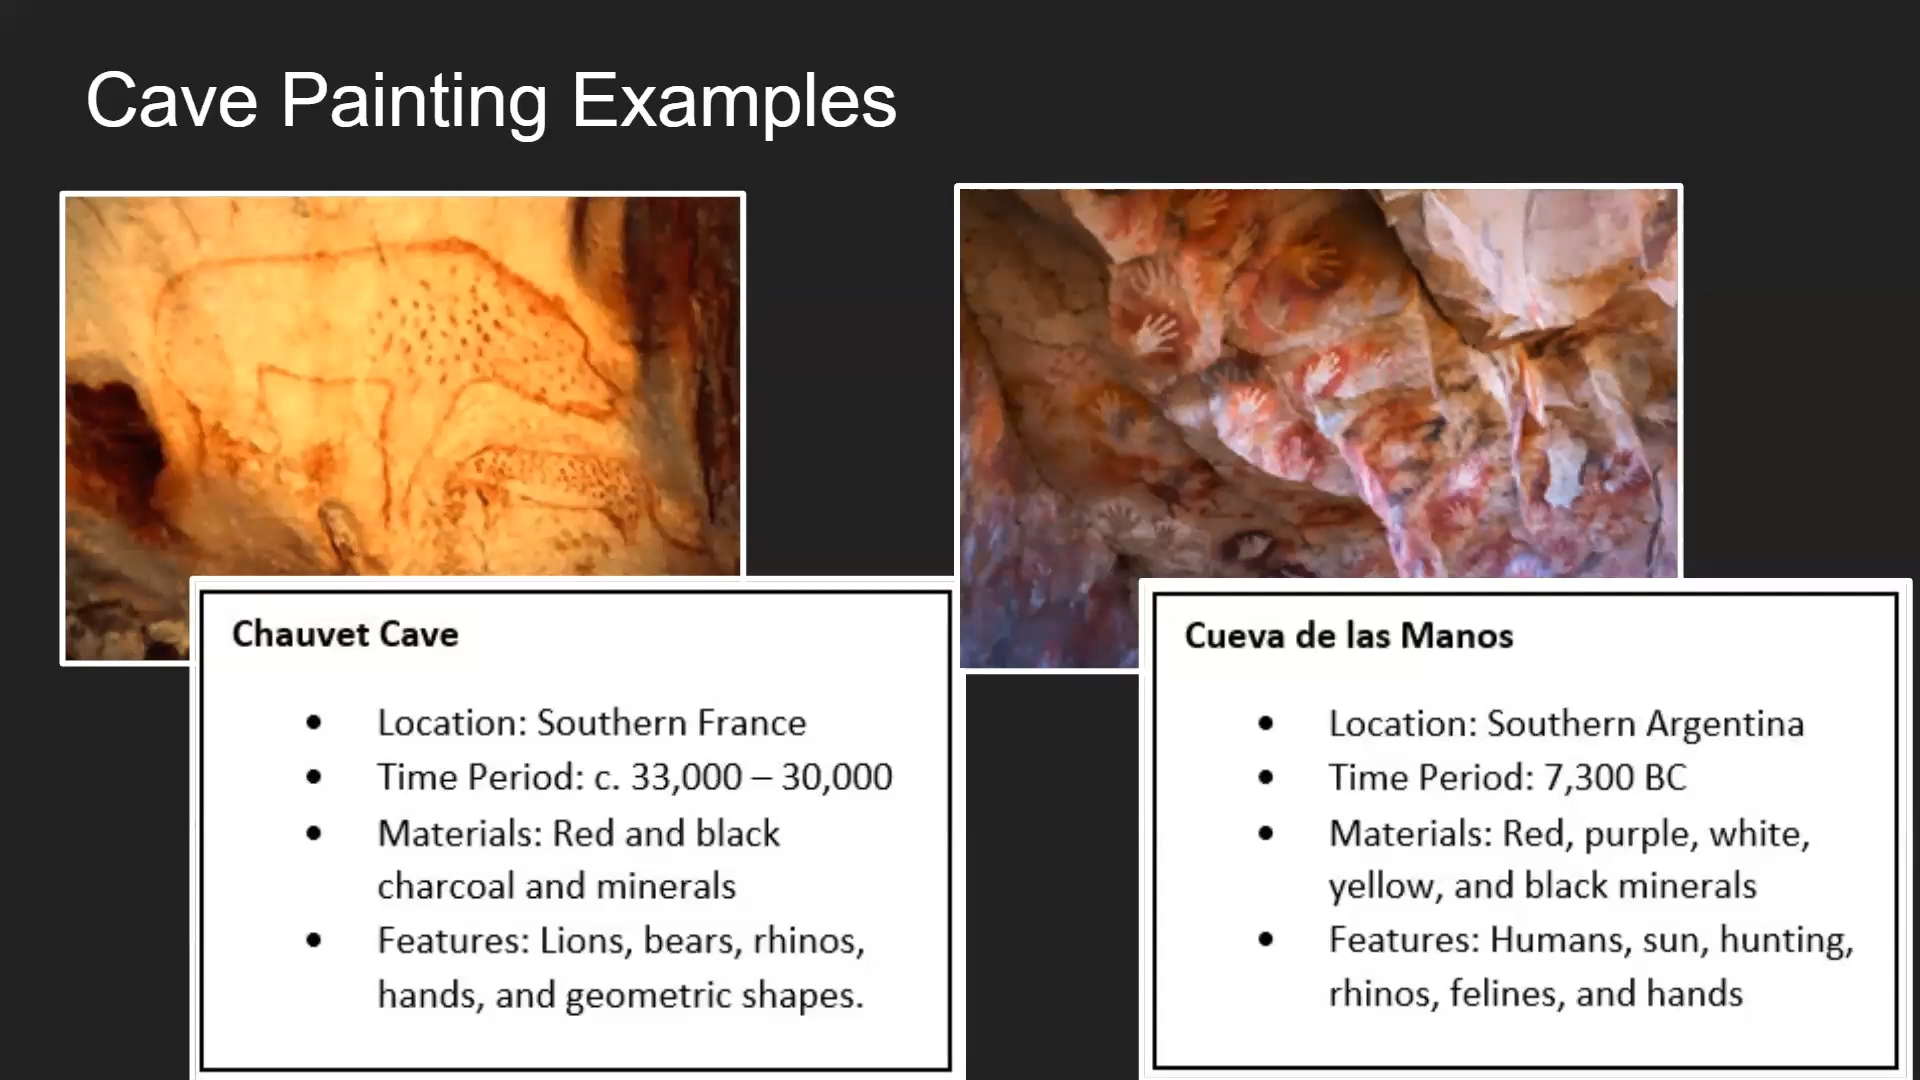 Cave Painting Examples
Chauvet Cave
• Location: Southern France
• Time Period: c. 33,000 – 30,000
• Materials: Red and black
charcoal and minerals
• Features: Lions, bears, rhinos,
hands, and geometric shapes.
Cueva de las Manos
• Location: Southern Argentina
• Time Period: 7,300 BC
• Materials: Red, purple, white,
yellow, and black minerals
• Features: Humans, sun, hunting,
rhinos, felines, and hands